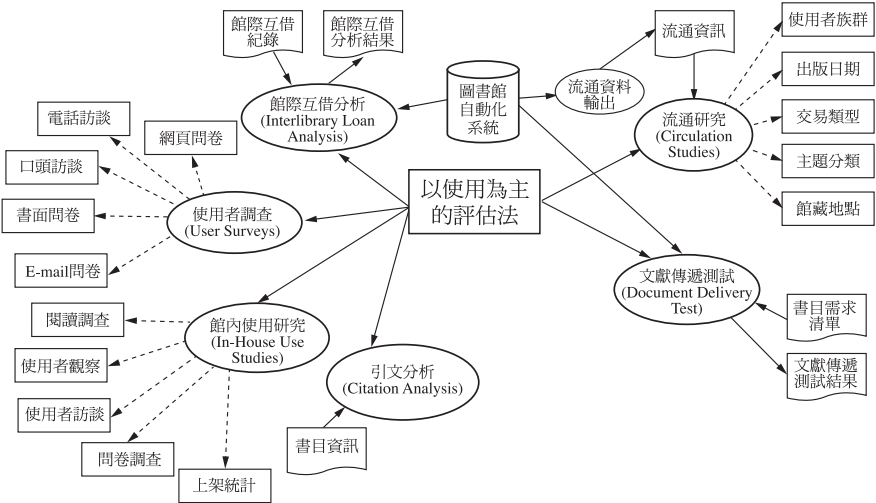 館際互借
紀錄
館際互借
分析結果
流通資訊
使用者族群
出版日期
交易類型
主題分類
館藏地點
圖書館
自動化
系統
流通資料
輸出
館際互借分析
(Interlibrary Loan
Analysis)
流通研究
(Circulation
Studies)
電話訪談
網頁問卷
口頭訪談
書面問卷
E-mail問卷
使用者調查
(User Surveys)
以使用為主
的評估法
文獻傳遞測試
(Document Delivery
Test)
書目需求
清單
文獻傳遞
測試結果
閱讀調查
使用者觀察
使用者訪談
問卷調查
上架統計
館內使用研究
(In-House Use
Studies)
引文分析
(Citation Analysis)
書目資訊